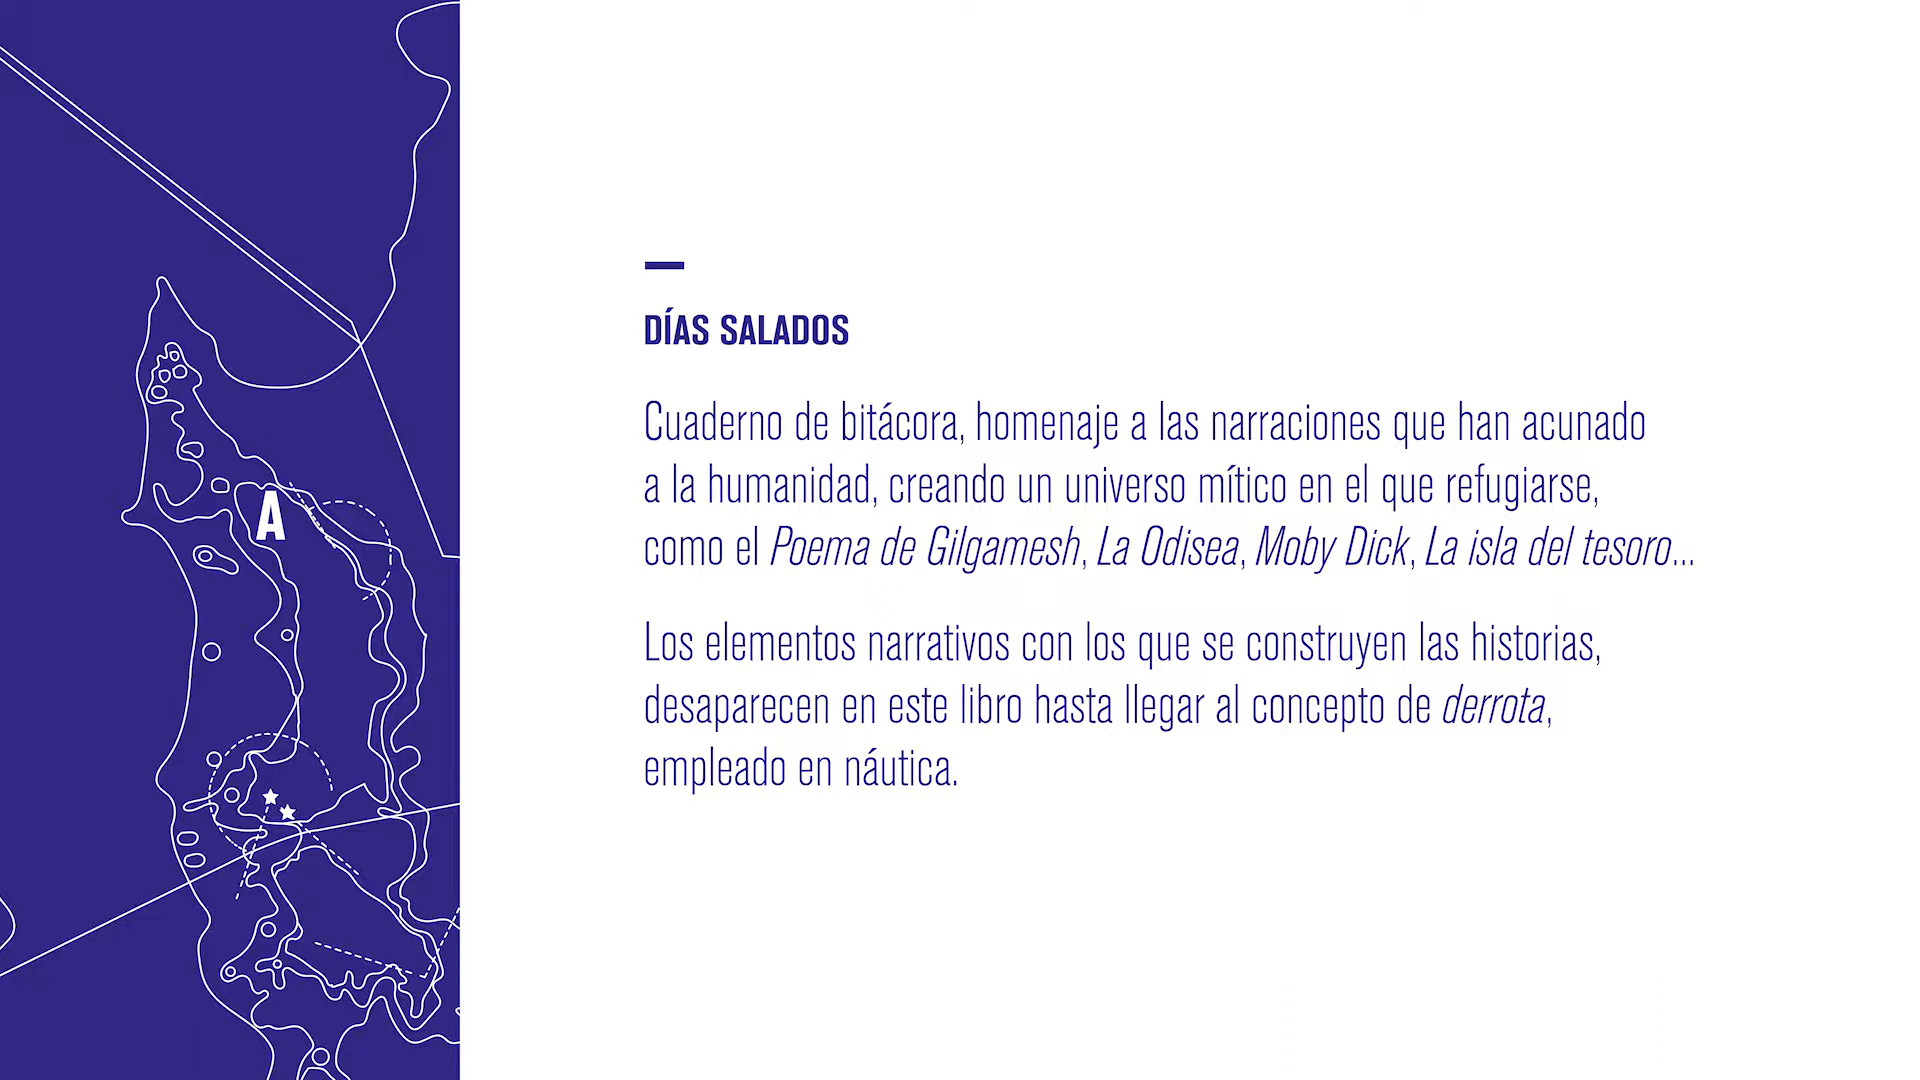 A
DÍAS SALADOS
Cuaderno de bitácora, homenaje a las narraciones que han acunado
a la humanidad, creando un universo mítico en el que refugiarse,
como el Poema de Gilgamesh, La Odisea, Moby Dick, La isla del tesoro...
Los elementos narrativos con los que se construyen las historias,
desaparecen en este libro hasta llegar al concepto de derrota,
empleado en náutica.